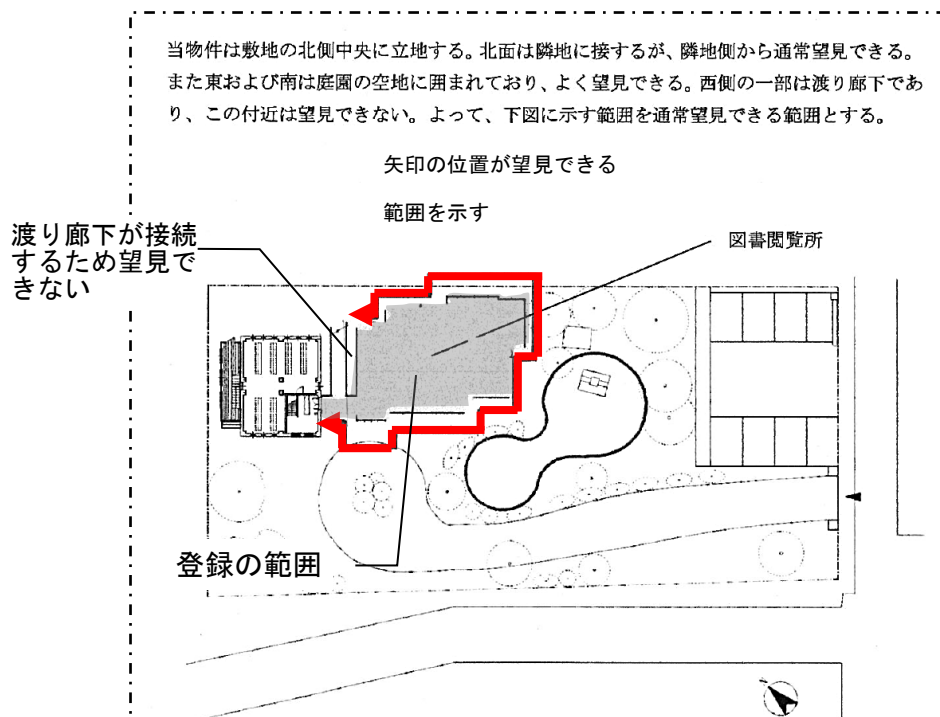 当物件は敷地の北側中央に立地する。北面は隣地に接するが、隣地側から通常望見できる。
また東および南は庭園の空地に囲まれており、よく望見できる。西側の一部は渡り廊下であ
り、この付近は望見できない。よって、下図に示す範囲を通常望見できる範囲とする。
矢印の位置が望見できる
範囲を示す
渡り廊下が接続
するため望見で
きない
図書閲覧所
登録の範囲